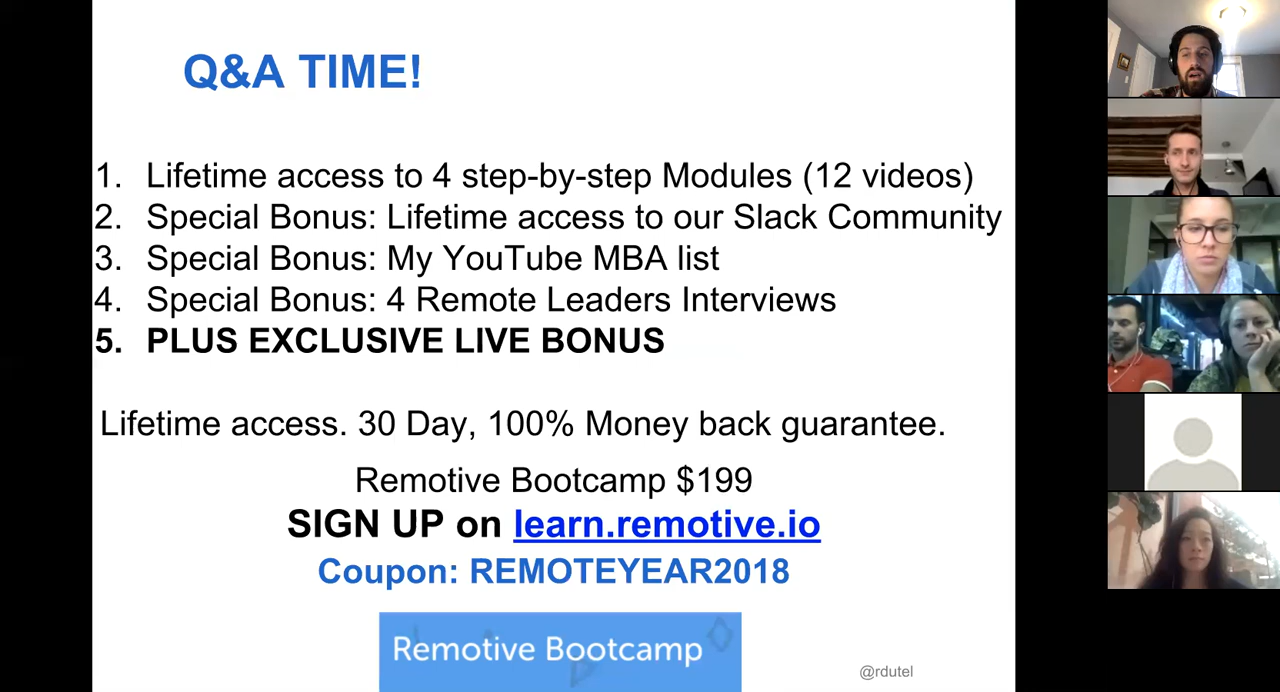 Q&A TIME!
1. Lifetime access to 4 step-by-step Modules (12 videos)
2. Special Bonus: Lifetime access to our Slack Community
3. Special Bonus: My YouTube MBA list
4. Special Bonus: 4 Remote Leaders Interviews
5. PLUS EXCLUSIVE LIVE BONUS
Lifetime access. 30 Day, 100% Money back guarantee.
Remotive Bootcamp $199
SIGN UP on learn.remotive.io
Coupon: REMOTEYEAR2018
Remotive Bootcamp
@rdutel